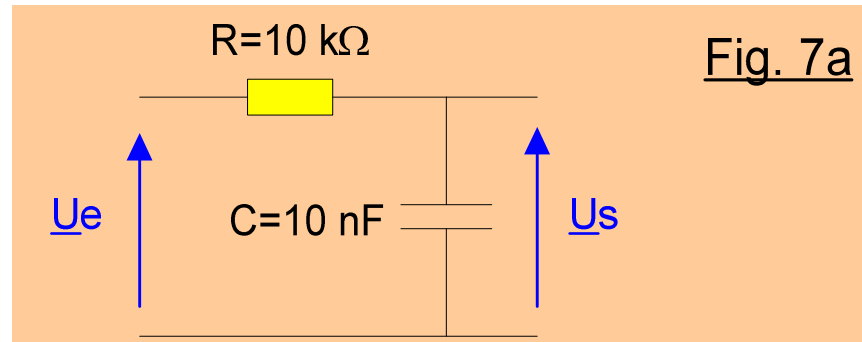 R=10 kΩ
Fig. 7a
Ue
C=10 nF
Us